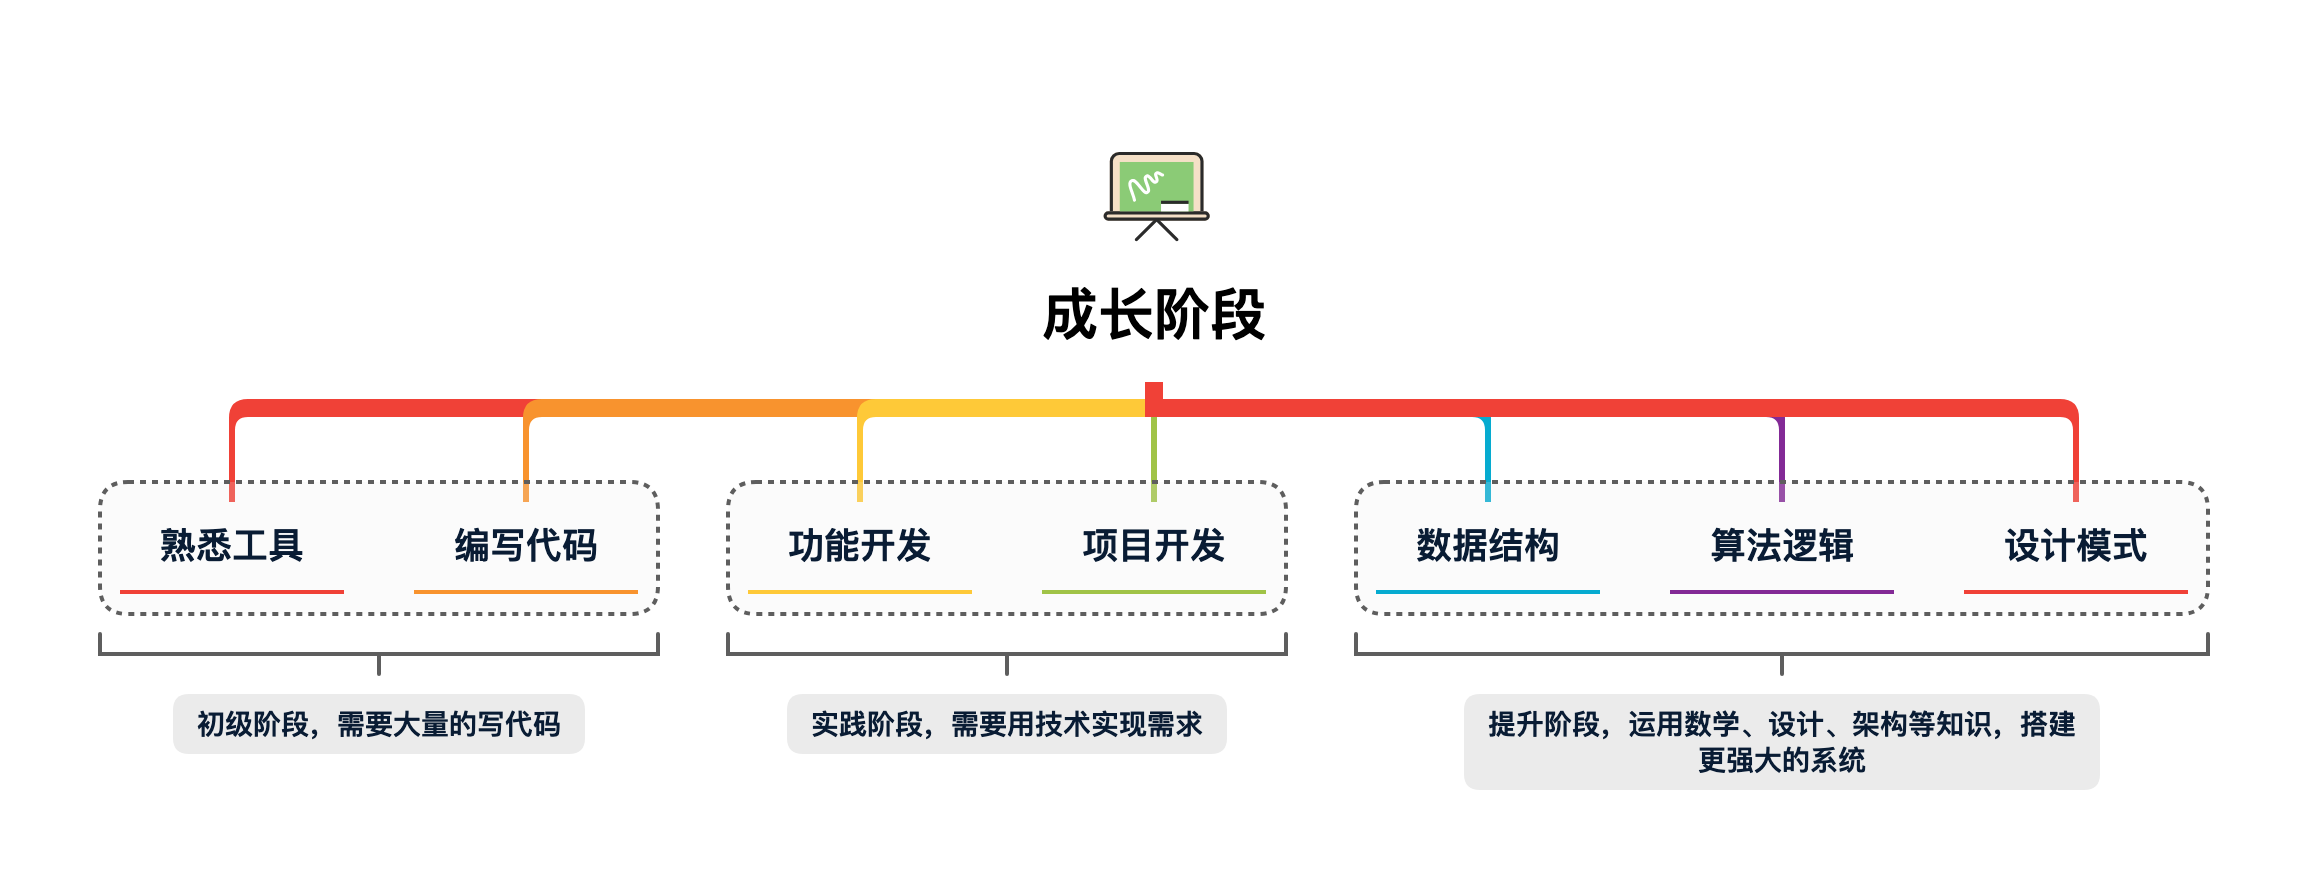 成长阶段
熟悉工具
编写代码
功能开发
项目开发
数据结构
算法逻辑
设计模式
初级阶段，需要大量的写代码
实践阶段，需要用技术实现需求
提升阶段，运用数学、设计、架构等知识，搭建
更强大的系统